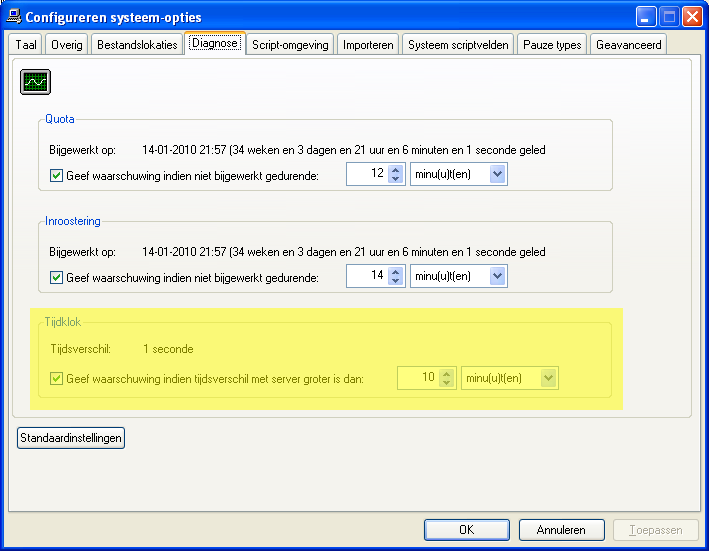 Configureren systeem-opties
Taal Overig Bestandslokaties Diagnose Script-omgeving Importeren Systeem scriptvelden Pauze types Geavanceerd
Quota
Bijgewerkt op: 14-01-2010 21:57 (34 weken en 3 dagen en 21 uur en 6 minuten en 1 seconde geled
Geef waarschuwing indien niet bijgewerkt gedurende: 12 minu(u)t(en)
Inroostering
Bijgewerkt op: 14-01-2010 21:57 (34 weken en 3 dagen en 21 uur en 6 minuten en 1 seconde geled
Geef waarschuwing indien niet bijgewerkt gedurende: 14 minu(u)t(en)
Tijdklok
Tijdsverschil: 1 seconde
Geef waarschuwing indien tijdsverschil met server groter is dan: 10 minu(u)t(en)
Standaardinstellingen
OK Annuleren Toepassen